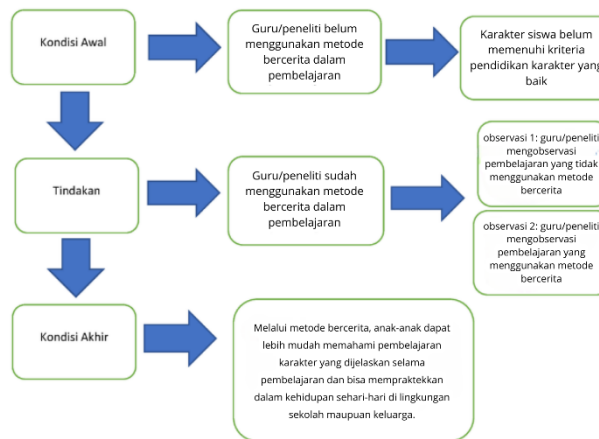 Kondisi Awal
Guru/peneliti belum
menggunakan metode
bercerita dalam
pembelajaran
Karakter siswa belum
memenuhi kriteria
pendidikan karakter yang
baik
Tindakan
Guru/peneliti sudah
menggunakan metode
bercerita dalam
pembelajaran
observasi 1: guru/peneliti
mengobservasi
pembelajaran yang tidak
menggunakan metode
bercerita
observasi 2: guru/peneliti
mengobservasi
pembelajaran yang
menggunakan metode
bercerita
Kondisi Akhir
Melalui metode bercerita, anak-anak dapat
lebih mudah memahami pembelajaran
karakter yang dijelaskan selama
pembelajaran dan bisa mempraktekkan
dalam kehidupan sehari-hari di lingkungan
sekolah maupuan keluarga.